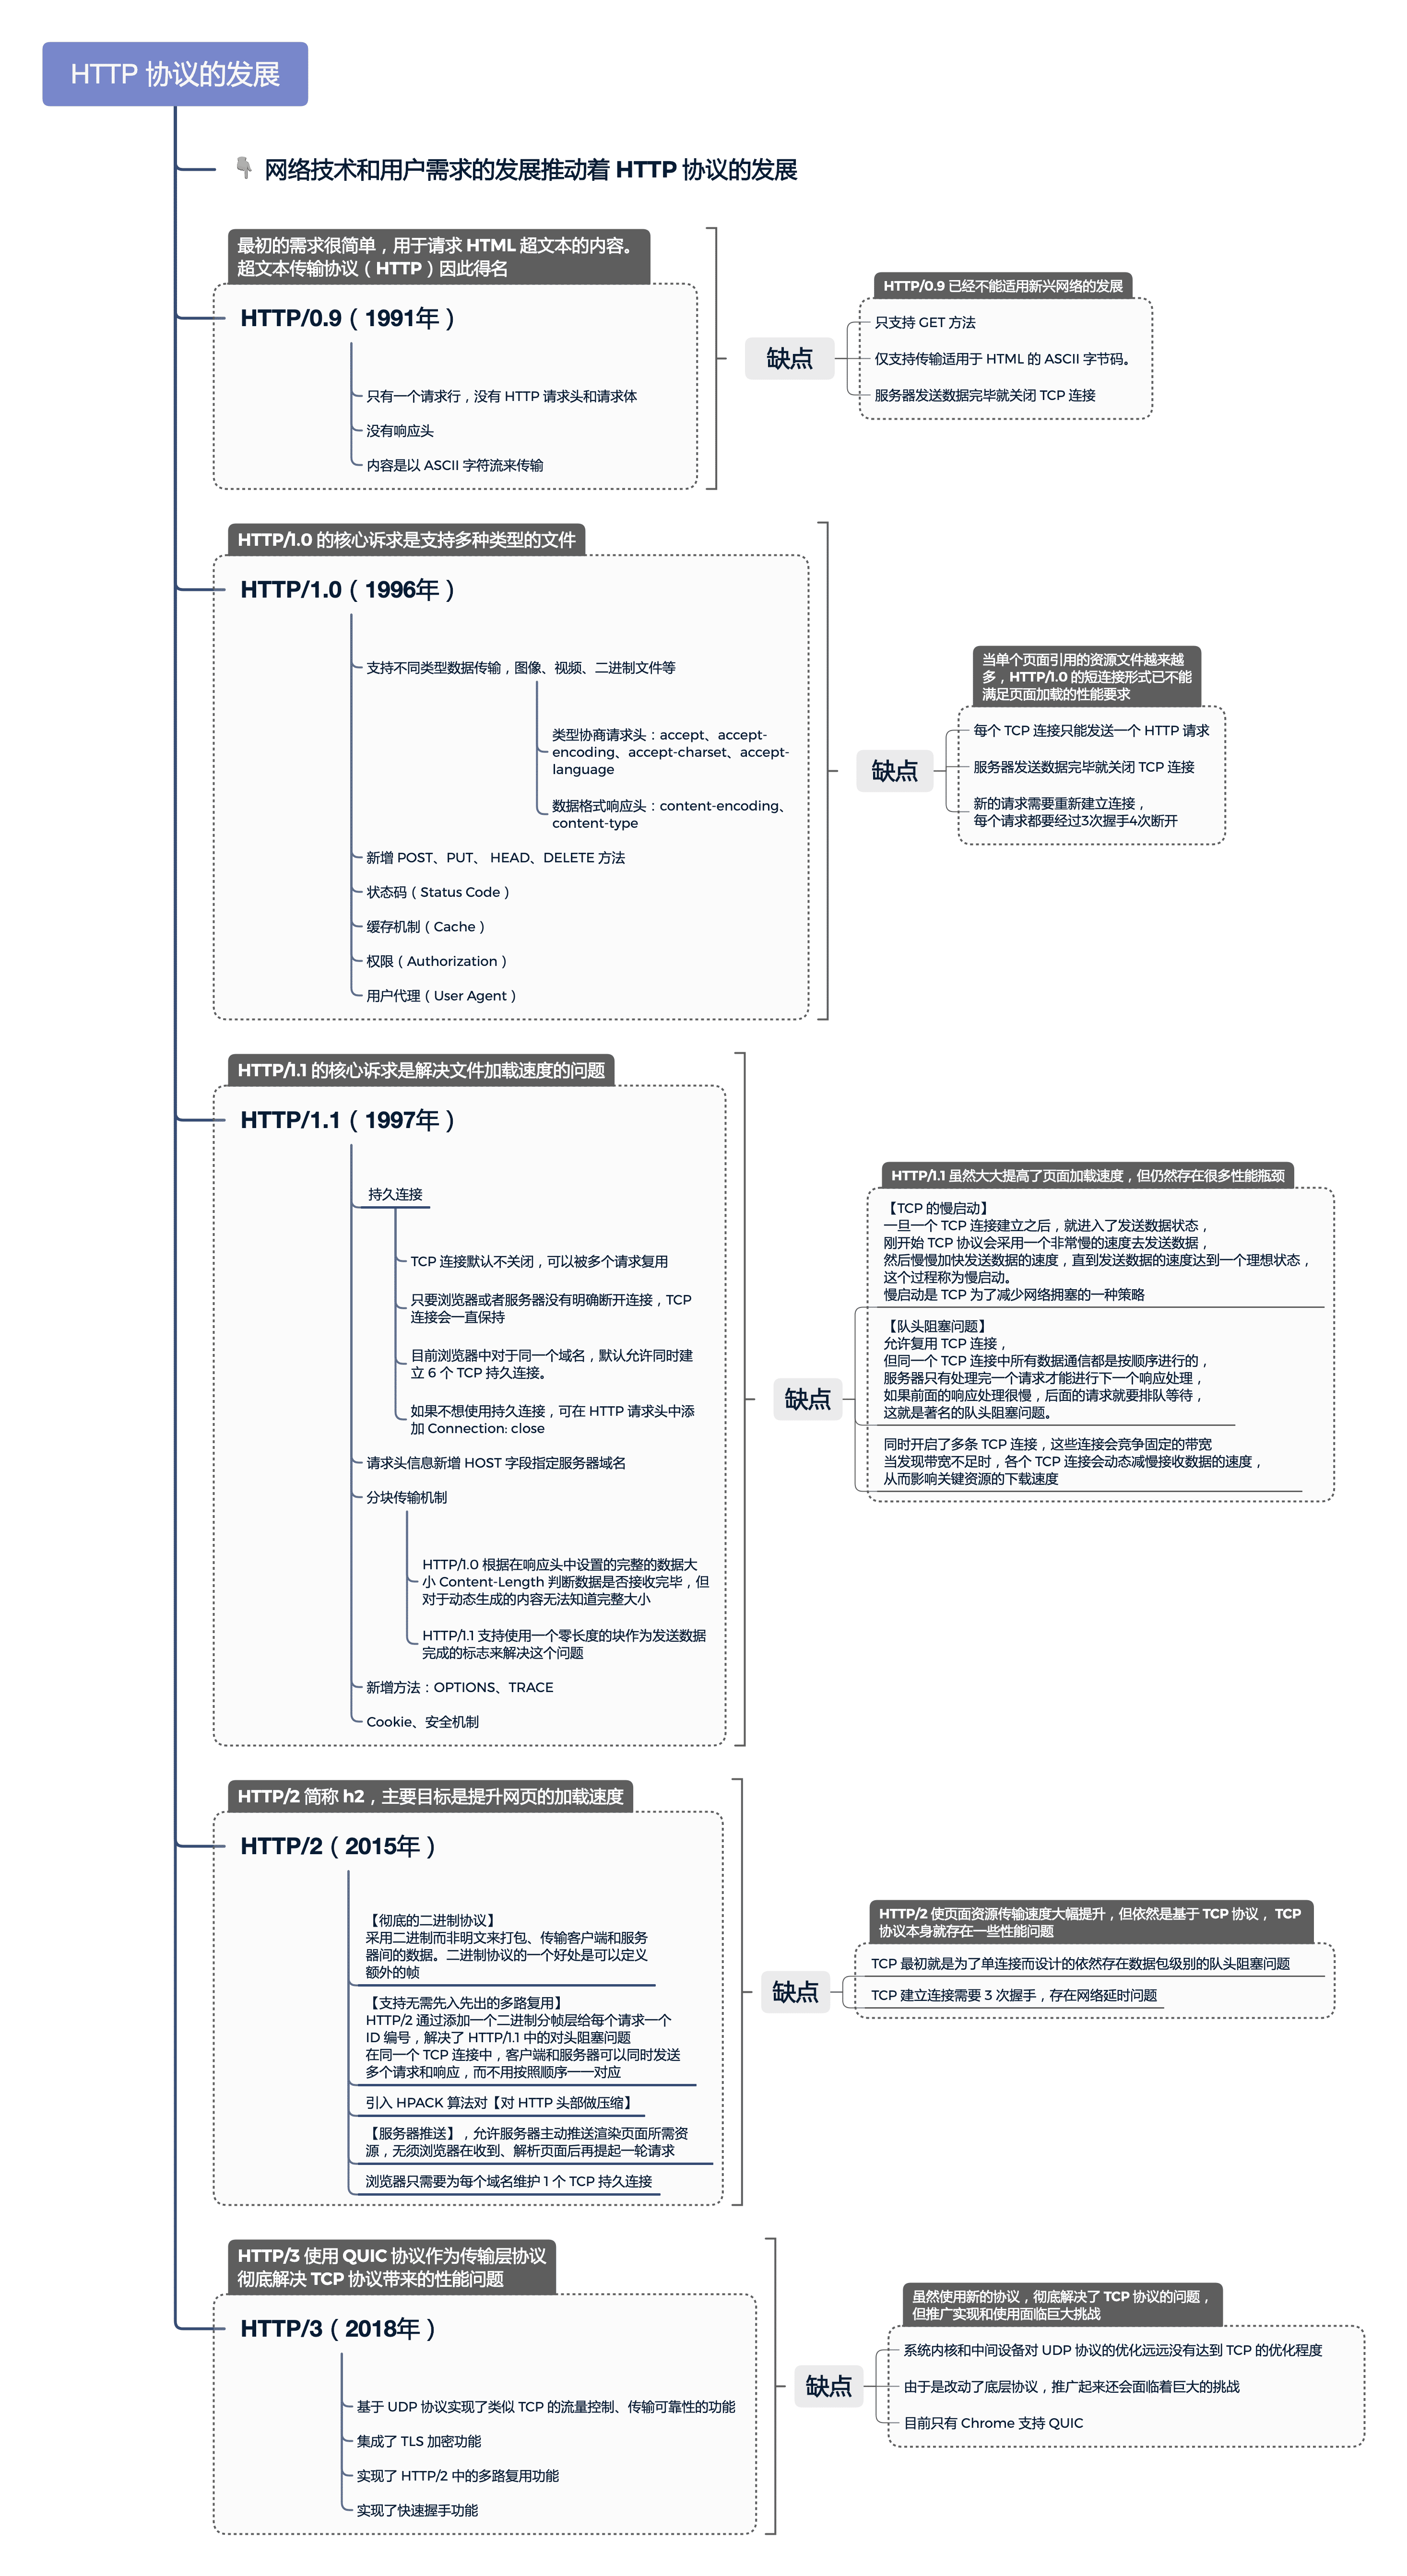 HTTP 协议的发展
👇 网络技术和用户需求的发展推动着 HTTP 协议的发展
最初的需求很简单，用于请求 HTML 超文本的内容。
超文本传输协议（HTTP）因此得名
HTTP/0.9（1991年）
只有一个请求行，没有 HTTP 请求头和请求体
没有响应头
内容是以 ASCII 字符流来传输
缺点
HTTP/0.9 已经不能适用新兴网络的发展
只支持 GET 方法
仅支持传输适用于 HTML 的 ASCII 字节码。
服务器发送数据完毕就关闭 TCP 连接
HTTP/1.0 的核心诉求是支持多种类型的文件
HTTP/1.0（1996年）
支持不同类型数据传输，图像、视频、二进制文件等
类型协商请求头：accept、accept-
encoding、accept-charset、accept-
language
数据格式响应头：content-encoding、
content-type
新增 POST、PUT、 HEAD、DELETE 方法
状态码（Status Code）
缓存机制（Cache）
权限（Authorization）
用户代理（User Agent）
缺点
当单个页面引用的资源文件越来越
多，HTTP/1.0 的短连接形式已不能
满足页面加载的性能要求
每个 TCP 连接只能发送一个 HTTP 请求
服务器发送数据完毕就关闭 TCP 连接
新的请求需要重新建立连接，
每个请求都要经过3次握手4次断开
HTTP/1.1 的核心诉求是解决文件加载速度的问题
HTTP/1.1（1997年）
持久连接
TCP 连接默认不关闭，可以被多个请求复用
只要浏览器或者服务器没有明确断开连接，TCP
连接会一直保持
目前浏览器中对于同一个域名，默认允许同时建
立 6 个 TCP 持久连接。
如果不想使用持久连接，可在 HTTP 请求头中添
加 Connection: close
请求头信息新增 HOST 字段指定服务器域名
分块传输机制
HTTP/1.0 根据在响应头中设置的完整的数据大
小 Content-Length 判断数据是否接收完毕，但
对于动态生成的内容无法知道完整大小
HTTP/1.1 支持使用一个零长度的块作为发送数据
完成的标志来解决这个问题
新增方法：OPTIONS、TRACE
Cookie、安全机制
缺点
HTTP/1.1 虽然大大提高了页面加载速度，但仍然存在很多性能瓶颈
【TCP 的慢启动】
一旦一个 TCP 连接建立之后，就进入了发送数据状态，
刚开始 TCP 协议会采用一个非常慢的速度去发送数据，
然后慢慢加快发送数据的速度，直到发送数据的速度达到一个理想状态，
这个过程称为慢启动。
慢启动是 TCP 为了减少网络拥塞的一种策略
【队头阻塞问题】
允许复用 TCP 连接，
但同一个 TCP 连接中所有数据通信都是按顺序进行的，
服务器只有处理完一个请求才能进行下一个响应处理，
如果前面的响应处理很慢，后面的请求就要排队等待，
这就是著名的队头阻塞问题。
同时开启了多条 TCP 连接，这些连接会竞争固定的带宽
当发现带宽不足时，各个 TCP 连接会动态减慢接收数据的速度，
从而影响关键资源的下载速度
HTTP/2 简称 h2，主要目标是提升网页的加载速度
HTTP/2（2015年）
【彻底的二进制协议】
采用二进制而非明文来打包、传输客户端和服务
器间的数据。二进制协议的一个好处是可以定义
额外的帧
【支持无需先入先出的多路复用】
HTTP/2 通过添加一个二进制分帧层给每个请求一个
ID 编号，解决了 HTTP/1.1 中的对头阻塞问题
在同一个 TCP 连接中，客户端和服务器可以同时发送
多个请求和响应，而不用按照顺序一一对应
引入 HPACK 算法对【对 HTTP 头部做压缩】
【服务器推送】，允许服务器主动推送渲染页面所需资
源，无须浏览器在收到、解析页面后再提起一轮请求
浏览器只需要为每个域名维护 1 个 TCP 持久连接
缺点
HTTP/2 使页面资源传输速度大幅提升，但依然是基于 TCP 协议， TCP
协议本身就存在一些性能问题
TCP 最初就是为了单连接而设计的依然存在数据包级别的队头阻塞问题
TCP 建立连接需要 3 次握手，存在网络延时问题
HTTP/3 使用 QUIC 协议作为传输层协议
彻底解决 TCP 协议带来的性能问题
HTTP/3（2018年）
基于 UDP 协议实现了类似 TCP 的流量控制、传输可靠性的功能
集成了 TLS 加密功能
实现了 HTTP/2 中的多路复用功能
实现了快速握手功能
缺点
虽然使用新的协议，彻底解决了 TCP 协议的问题，
但推广实现和使用面临巨大挑战
系统内核和中间设备对 UDP 协议的优化远远没有达到 TCP 的优化程度
由于是改动了底层协议，推广起来还会面临着巨大的挑战
目前只有 Chrome 支持 QUIC